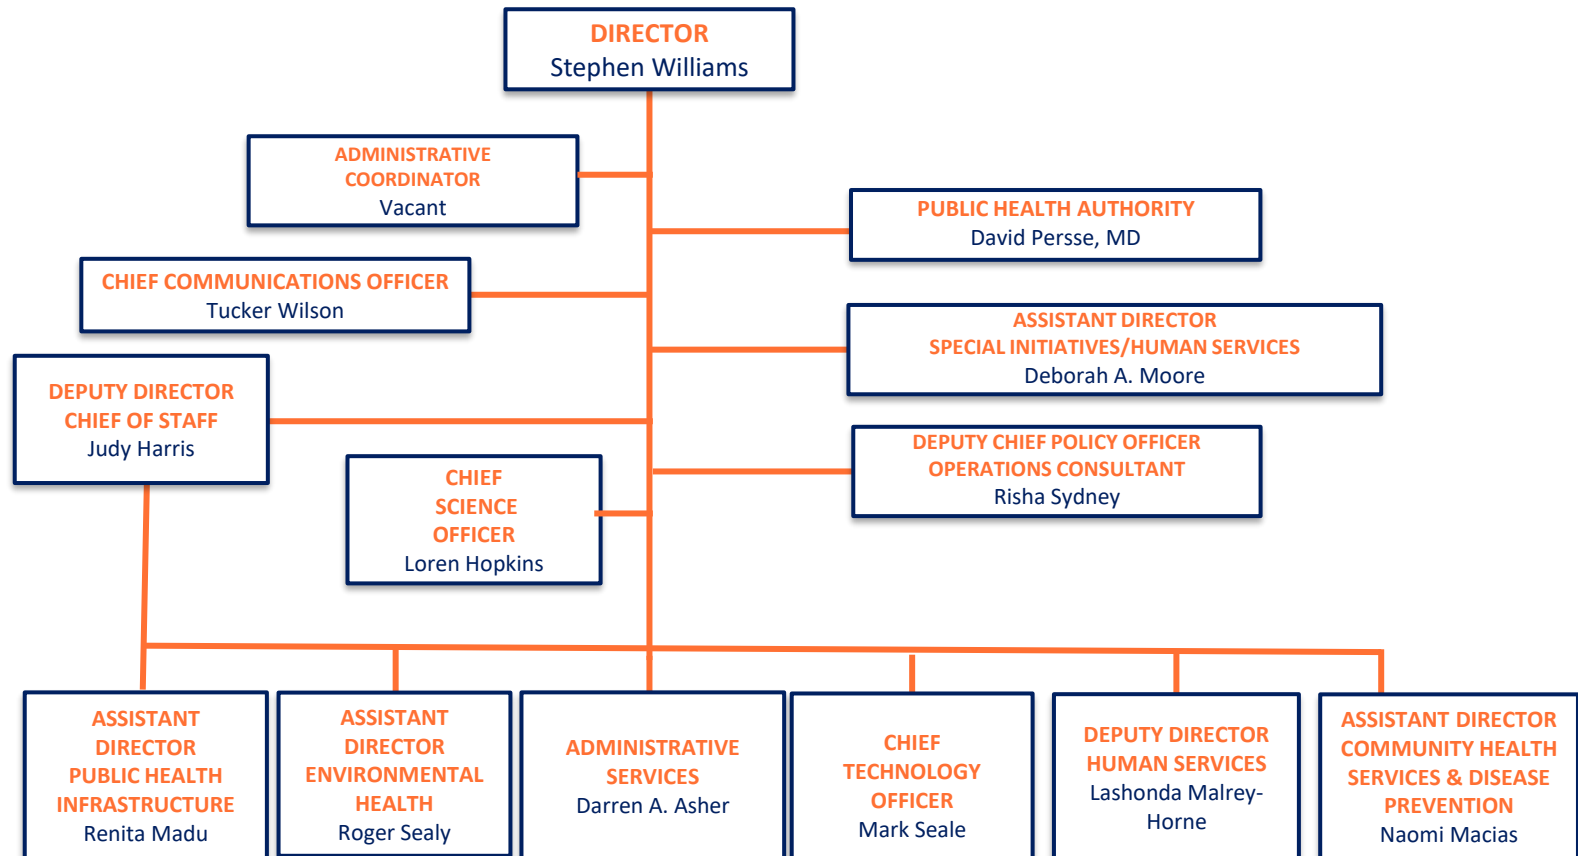 DIRECTOR
Stephen Williams
ADMINISTRATIVE
COORDINATOR
Vacant
PUBLIC HEALTH AUTHORITY
David Persse, MD
CHIEF COMMUNICATIONS OFFICER
Tucker Wilson
ASSISTANT DIRECTOR
SPECIAL INITIATIVES/HUMAN SERVICES
Deborah A. Moore
DEPUTY DIRECTOR
CHIEF OF STAFF
Judy Harris
DEPUTY CHIEF POLICY OFFICER
OPERATIONS CONSULTANT
Risha Sydney
CHIEF
SCIENCE
OFFICER
Loren Hopkins
ASSISTANT
DIRECTOR
PUBLIC HEALTH
INFRASTRUCTURE
Renita Madu
ASSISTANT
DIRECTOR
ENVIRONMENTAL
HEALTH
Roger Sealy
ADMINISTRATIVE
SERVICES
Darren A. Asher
CHIEF
TECHNOLOGY
OFFICER
Mark Seale
DEPUTY DIRECTOR
HUMAN SERVICES
Lashonda Malrey-
Horne
ASSISTANT DIRECTOR
COMMUNITY HEALTH
SERVICES & DISEASE
PREVENTION
Naomi Macias